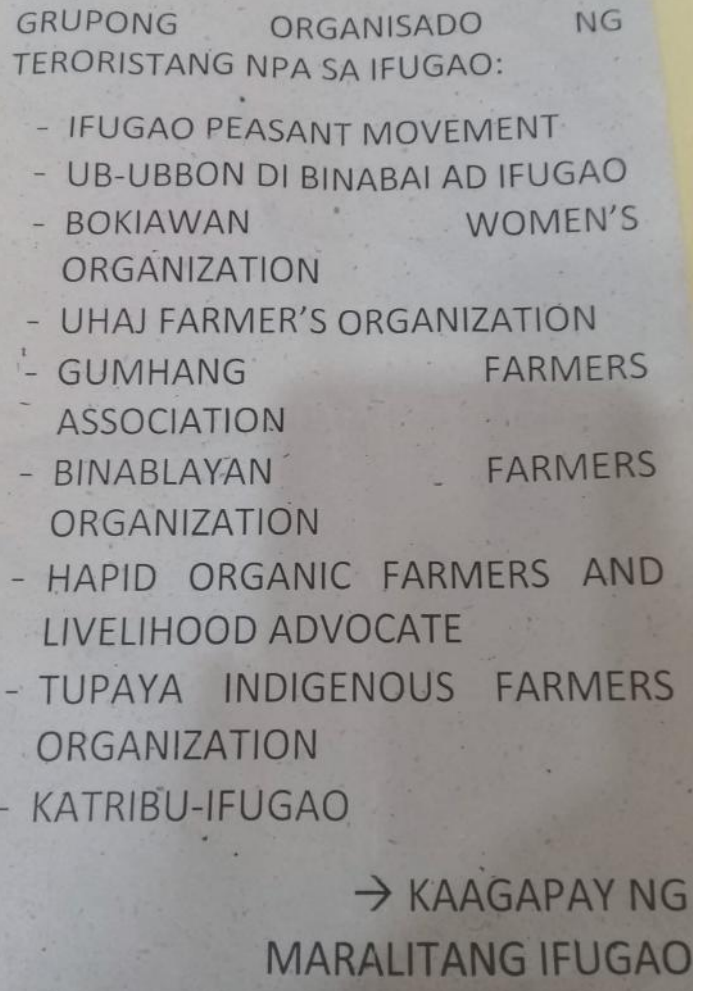 GRUPONG ORGANISADO NG
TERORISTANG NPA SA IFUGAO:
- IFUGAO PEASANT MOVEMENT
- UB-UBBON DI BINABAI AD IFUGAO
- BOKIAWAN WOMEN'S
ORGANIZATION
- UHAJ FARMER'S ORGANIZATION
- GUMHANG FARMERS
ASSOCIATION
- BINABLAYAN FARMERS
ORGANIZATION
- HAPID ORGANIC FARMERS AND
LIVELIHOOD ADVOCATE
- TUPAYA INDIGENOUS FARMERS
ORGANIZATION
- KATRIBU-IFUGAO
→ KAAGAPAY NG
MARALITANG IFUGAO